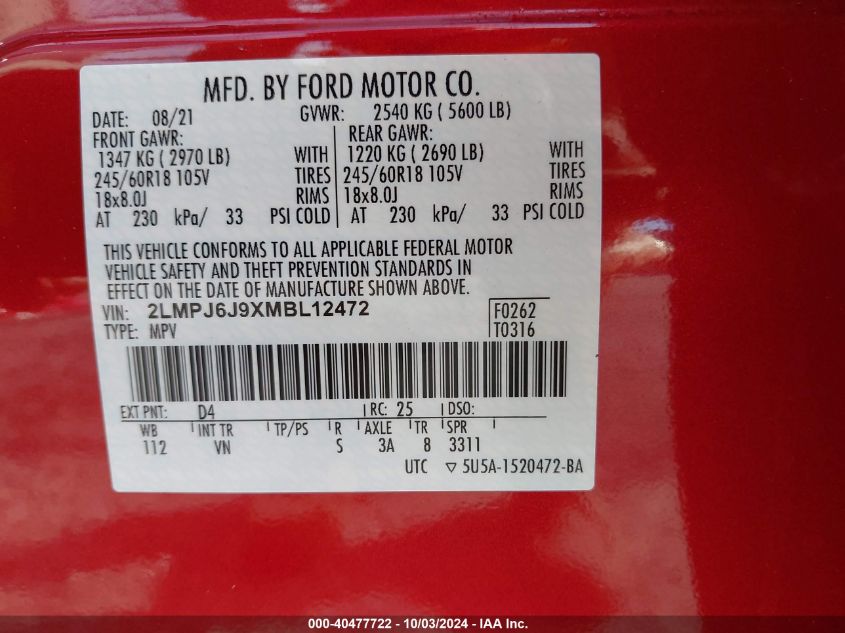 MFD. BY FORD MOTOR CO.
DATE: 08/21 GVWR: 2540 KG ( 5600 LB)
FRONT GAWR: REAR GAWR:
1347 KG ( 2970 LB) WITH 1220 KG ( 2690 LB) WITH
245/60R18 105V TIRES 245/60R18 105V TIRES
18x8.0J RIMS 18x8.0J RIMS
AT 230 kPa/ 33 PSI COLD AT 230 kPa/ 33 PSI COLD
THIS VEHICLE CONFORMS TO ALL APPLICABLE FEDERAL MOTOR
VEHICLE SAFETY AND THEFT PREVENTION STANDARDS IN
EFFECT ON THE DATE OF MANUFACTURE SHOWN ABOVE.
VIN: 2LMPJ6J9XMBL12472 F0262
TYPE: MPV T0316
EXT PNT: D4 RC: 25 DSO:
WB INT TR TP/PS R AXLE TR SPR
112 VN S 3A 8 3311
UTC ▽ 5U5A-1520472-BA
000-40477722 - 10/03/2024 - IAA Inc.